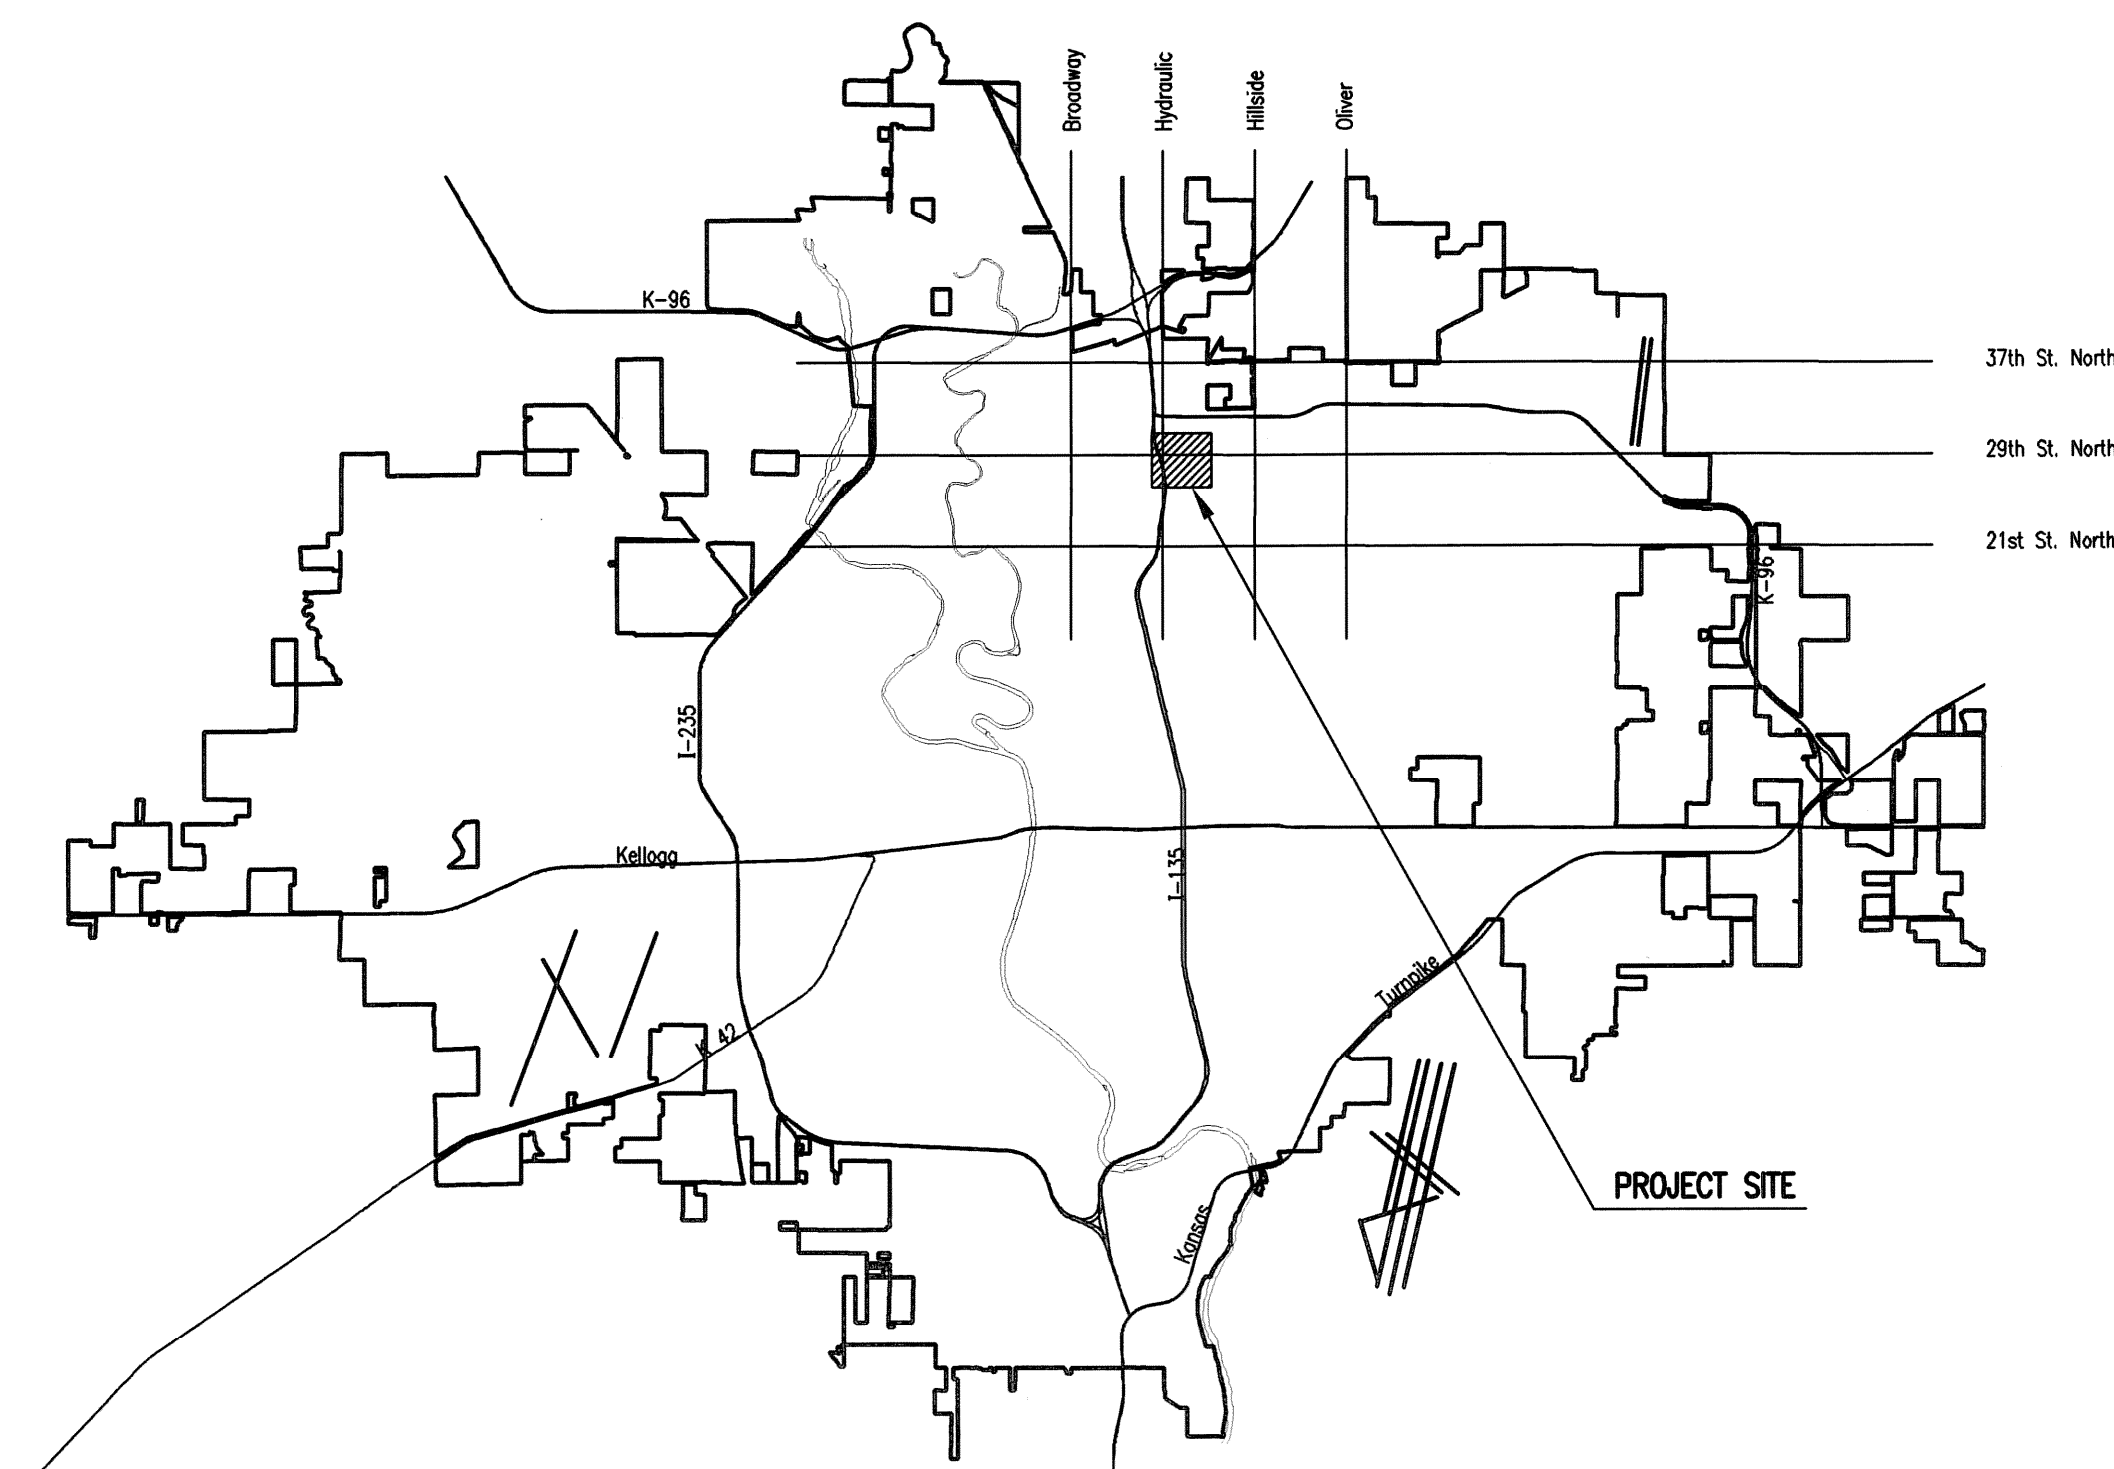 Broadway
Hydraulic
Hillside
Oliver
K-96
37th St. North
29th St. North
21st St. North
K-96
I-235
Kellogg
I-135
Turnpike
K 42
PROJECT SITE
Kansas